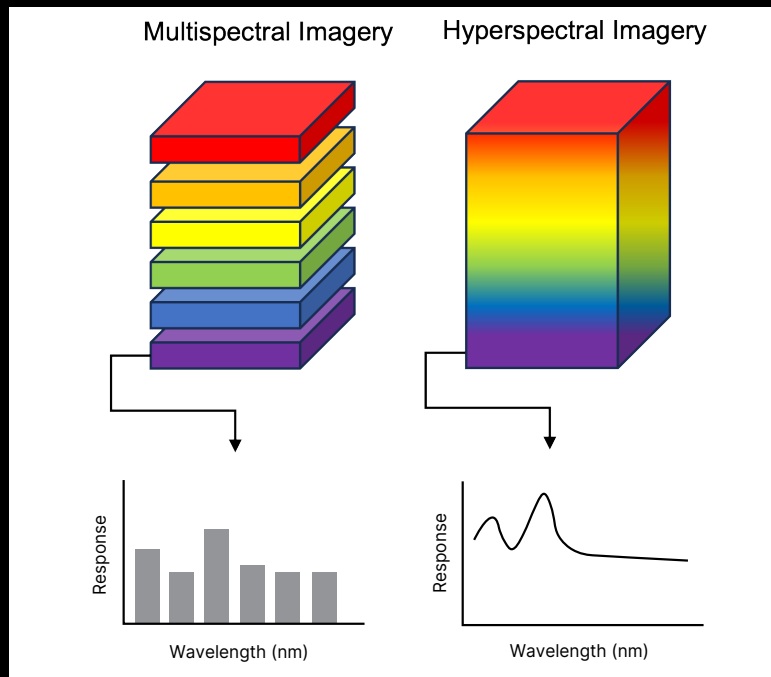 Multispectral Imagery
Hyperspectral Imagery
Response
Wavelength (nm)
Response
Wavelength (nm)